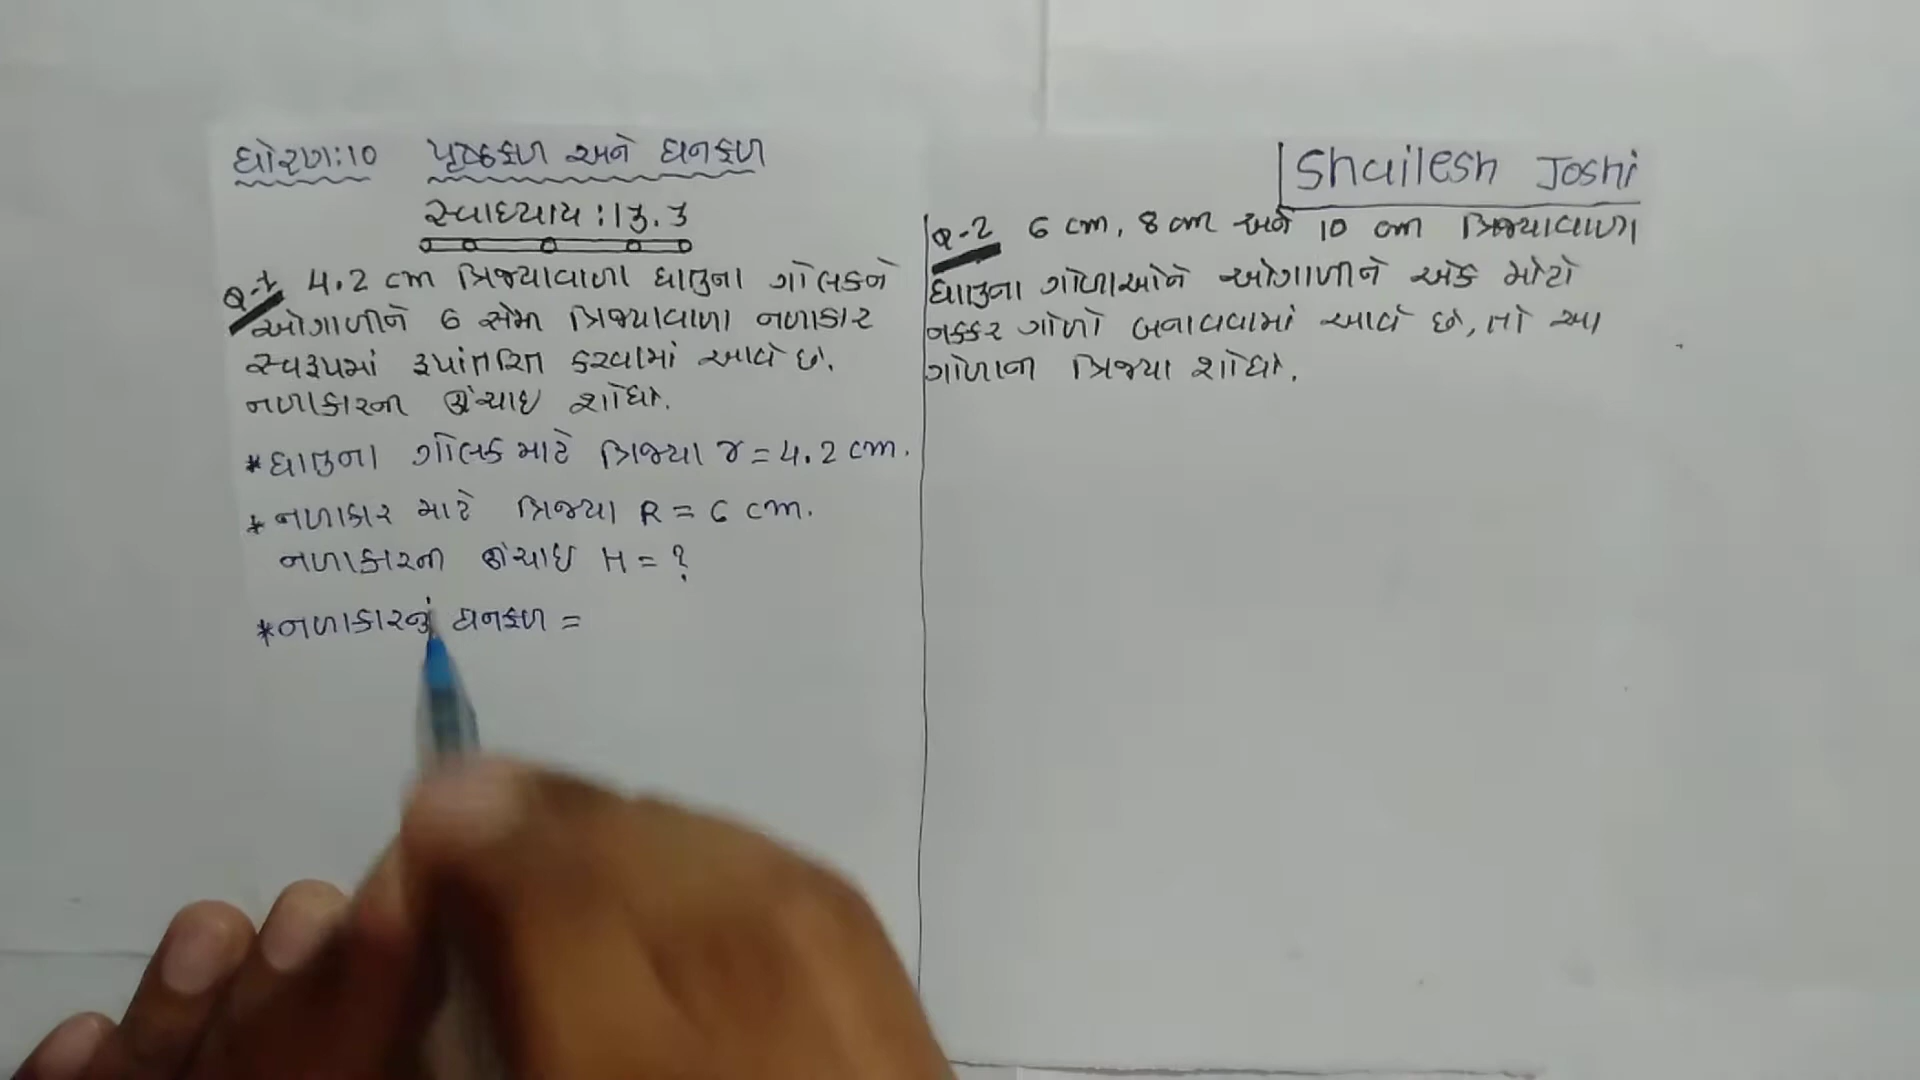 ધોરણ:10 પૃષ્ઠફળ અને ઘનફળ
સ્વાધ્યાય :13.3
Q-1 4.2 cm ત્રિજ્યાવાળા ધાતુના ગોલકને
ઓગાળીને 6 સેમી ત્રિજ્યાવાળા નળાકાર
સ્વરૂપમાં રૂપાંતરિત કરવામાં આવે છે.
નળાકારની ઊંચાઇ શોધો.
*ધાતુના ગોલક માટે ત્રિજ્યા r = 4.2 cm.
*નળાકાર માટે ત્રિજ્યા R = 6 cm.
નળાકારની ઊંચાઇ H = ?
*નળાકારનું ઘનફળ =
Shailesh Joshi
Q-2 6 cm, 8 cm અને 10 cm ત્રિજ્યાવાળા
ધાતુના ગોળાઓને ઓગાળીને એક મોટો
નક્કર ગોળો બનાવવામાં આવે છે, તો આ
ગોળાની ત્રિજ્યા શોધો.